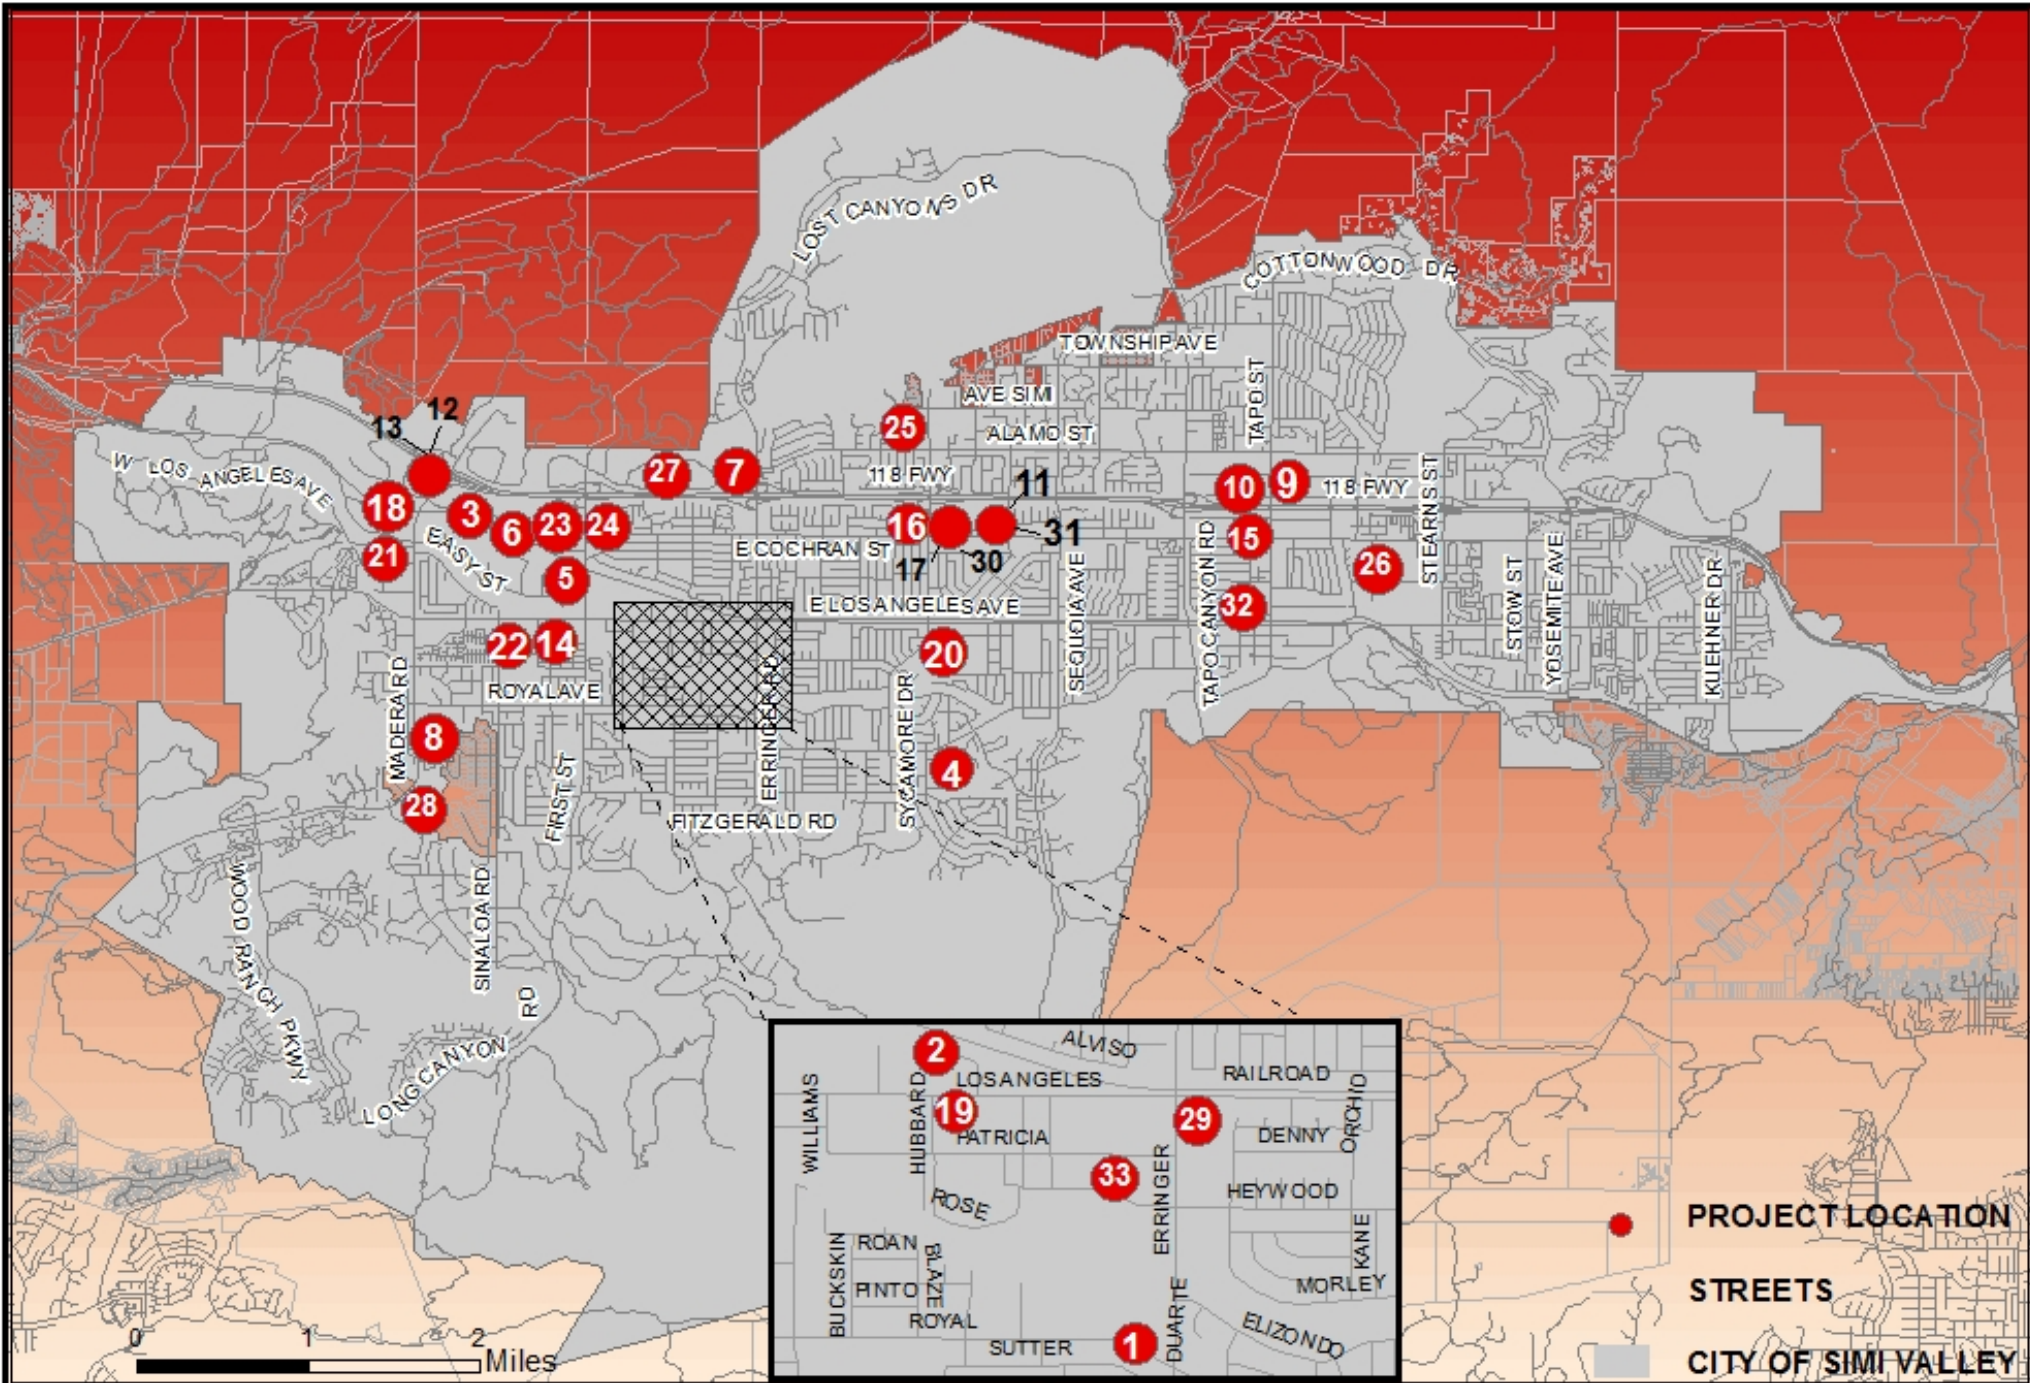 LOST CANYONS DR
COTTONWOOD DR
TOWNSHIP AVE
TAPO ST
AVE SIMI
ALAMO ST
12
13
25
W LOS ANGELES AVE
27
7
118 FWY
11
10
9
118 FWY
STEARNS ST
18
3
6
23
24
16
31
E COCHRAN ST
17
30
15
21
EASY ST
5
26
TAPO CANYON RD
SEQUOIA AVE
STOW ST
YOSEMITE AVE
KUEHNER DR
E LOS ANGELES AVE
32
22
14
20
MADERA RD
ROYAL AVE
ERRINGER RD
SYCAMORE DR
8
4
28
FIRST ST
FITZGERALD RD
WOOD RANCH PKWY
SINALOA RD
LONG CANYON RD
2
ALVISO
LOS ANGELES
RAILROAD
WILLIAMS
HUBBARD
19
PATRICIA
29
DENNY
ORCHID
33
ERRINGER
HEYWOOD
ROSE
KANE
BUCKSKIN
ROAN
BLAZE
PINTO
MORLEY
ROYAL
DUARTE
ELIZONDO
SUTTER
1
PROJECT LOCATION
STREETS
CITY OF SIMI VALLEY
0 1 2
Miles